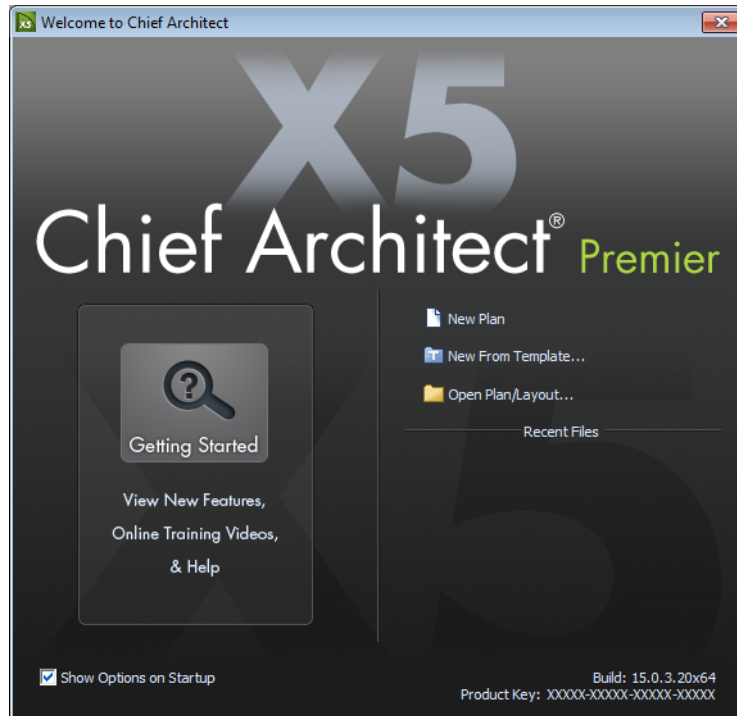 X5 Welcome to Chief Architect
X5
Chief Architect® Premier
Getting Started
View New Features,
Online Training Videos,
& Help
New Plan
T New From Template...
Open Plan/Layout...
Recent Files
Show Options on Startup
Build: 15.0.3.20x64
Product Key: XXXXX-XXXXX-XXXXX-XXXXX